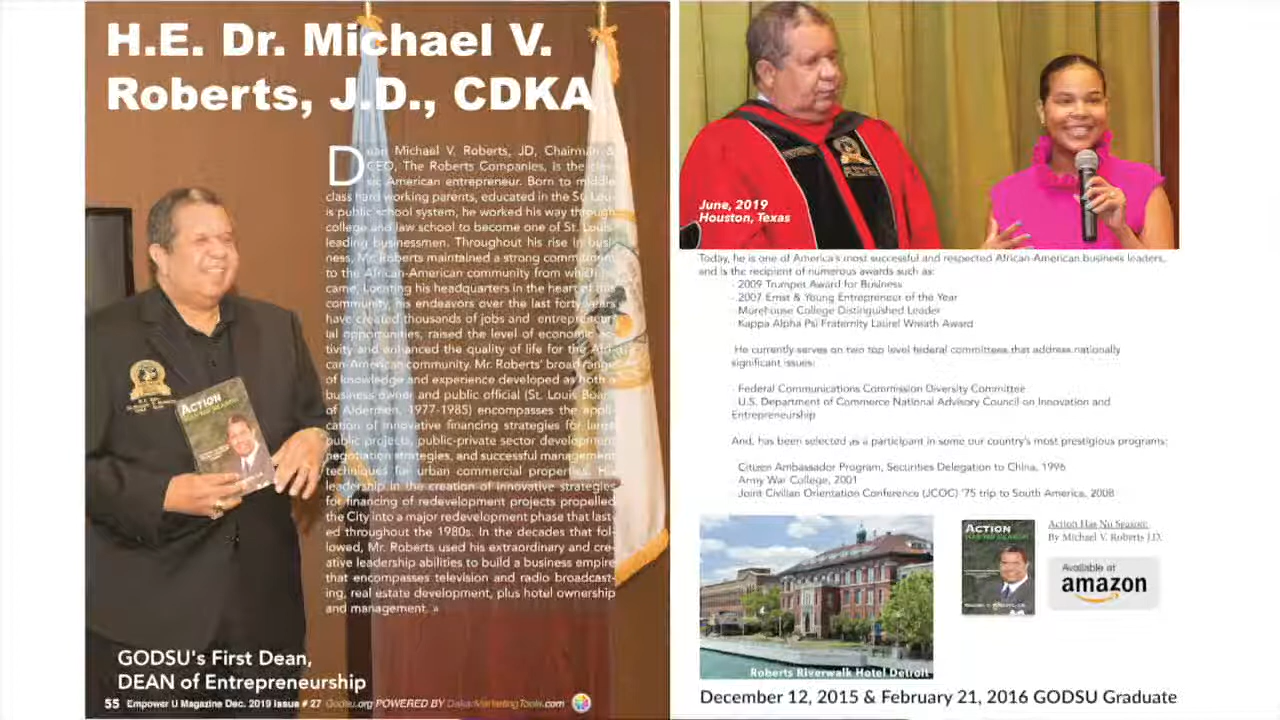 H.E. Dr. Michael V.
Roberts, J.D., CDKA
Dean Michael V. Roberts, JD, Chairman &
CEO, The Roberts Companies, is the clas-
sic American entrepreneur. Born to middle
class hard working parents, educated in the St. Lou-
is public school system, he worked his way through
college and law school to become one of St. Louis'
leading businessmen. Throughout his rise in busi-
ness, Mr. Roberts maintained a strong commitment
to the African-American community from which he
came. Locating his headquarters in the heart of this
community, his endeavors over the last forty years
have created thousands of jobs and entrepreneur-
ial opportunities, raised the level of economic ac-
tivity and enhanced the quality of life for the Afri-
can-American community. Mr. Roberts' broad range
of knowledge and experience developed as both a
business owner and public official (St. Louis Board
of Aldermen, 1977-1985) encompasses the appli-
cation of innovative financing strategies for large
public projects, public-private sector development
negotiation strategies, and successful management
techniques for urban commercial properties. His
leadership in the creation of innovative strategies
for financing of redevelopment projects propelled
the City into a major redevelopment phase that last-
ed throughout the 1980s. In the decades that fol-
lowed, Mr. Roberts used his extraordinary and cre-
ative leadership abilities to build a business empire
that encompasses television and radio broadcast-
ing, real estate development, plus hotel ownership
and management. »
ACTION
GODSU's First Dean,
DEAN of Entrepreneurship
55 Empower U Magazine Dec. 2019 Issue # 27 Godsu.org POWERED BY DakasMarketingTools.com
June, 2019
Houston, Texas
Today, he is one of America's most successful and respected African-American business leaders,
and is the recipient of numerous awards such as:
- 2009 Trumpet Award for Business
- 2007 Ernst & Young Entrepreneur of the Year
- Morehouse College Distinguished Leader
- Kappa Alpha Psi Fraternity Laurel Wreath Award
He currently serves on two top level federal committees that address nationally
significant issues:
- Federal Communications Commission Diversity Committee
- U.S. Department of Commerce National Advisory Council on Innovation and
Entrepreneurship
And, has been selected as a participant in some our country's most prestigious programs:
Citizen Ambassador Program, Securities Delegation to China, 1996
Army War College, 2001
Joint Civilian Orientation Conference (JCOC) '75 trip to South America, 2008
Roberts Riverwalk Hotel Detroit
ACTION
Action Has No Season:
By Michael V. Roberts J.D.
Available at
amazon
December 12, 2015 & February 21, 2016 GODSU Graduate